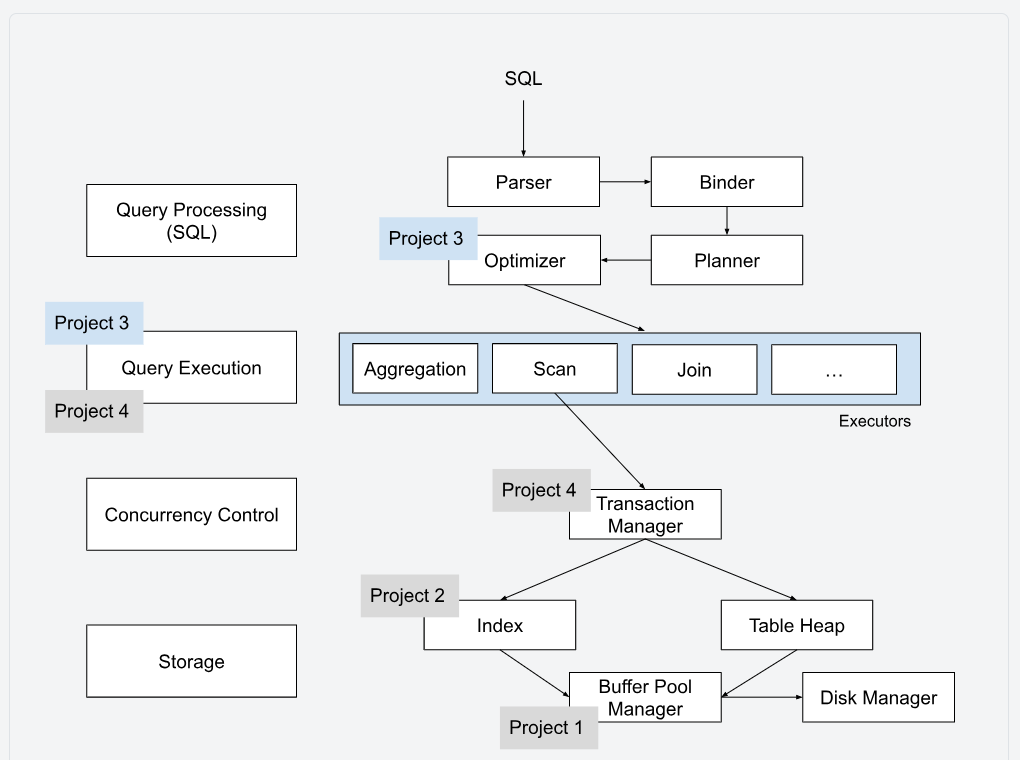 SQL
Parser
Binder
Query Processing
(SQL)
Project 3
Optimizer
Planner
Project 3
Query Execution
Project 4
Aggregation
Scan
Join
...
Executors
Project 4
Transaction
Manager
Concurrency Control
Project 2
Index
Table Heap
Storage
Buffer Pool
Manager
Disk Manager
Project 1